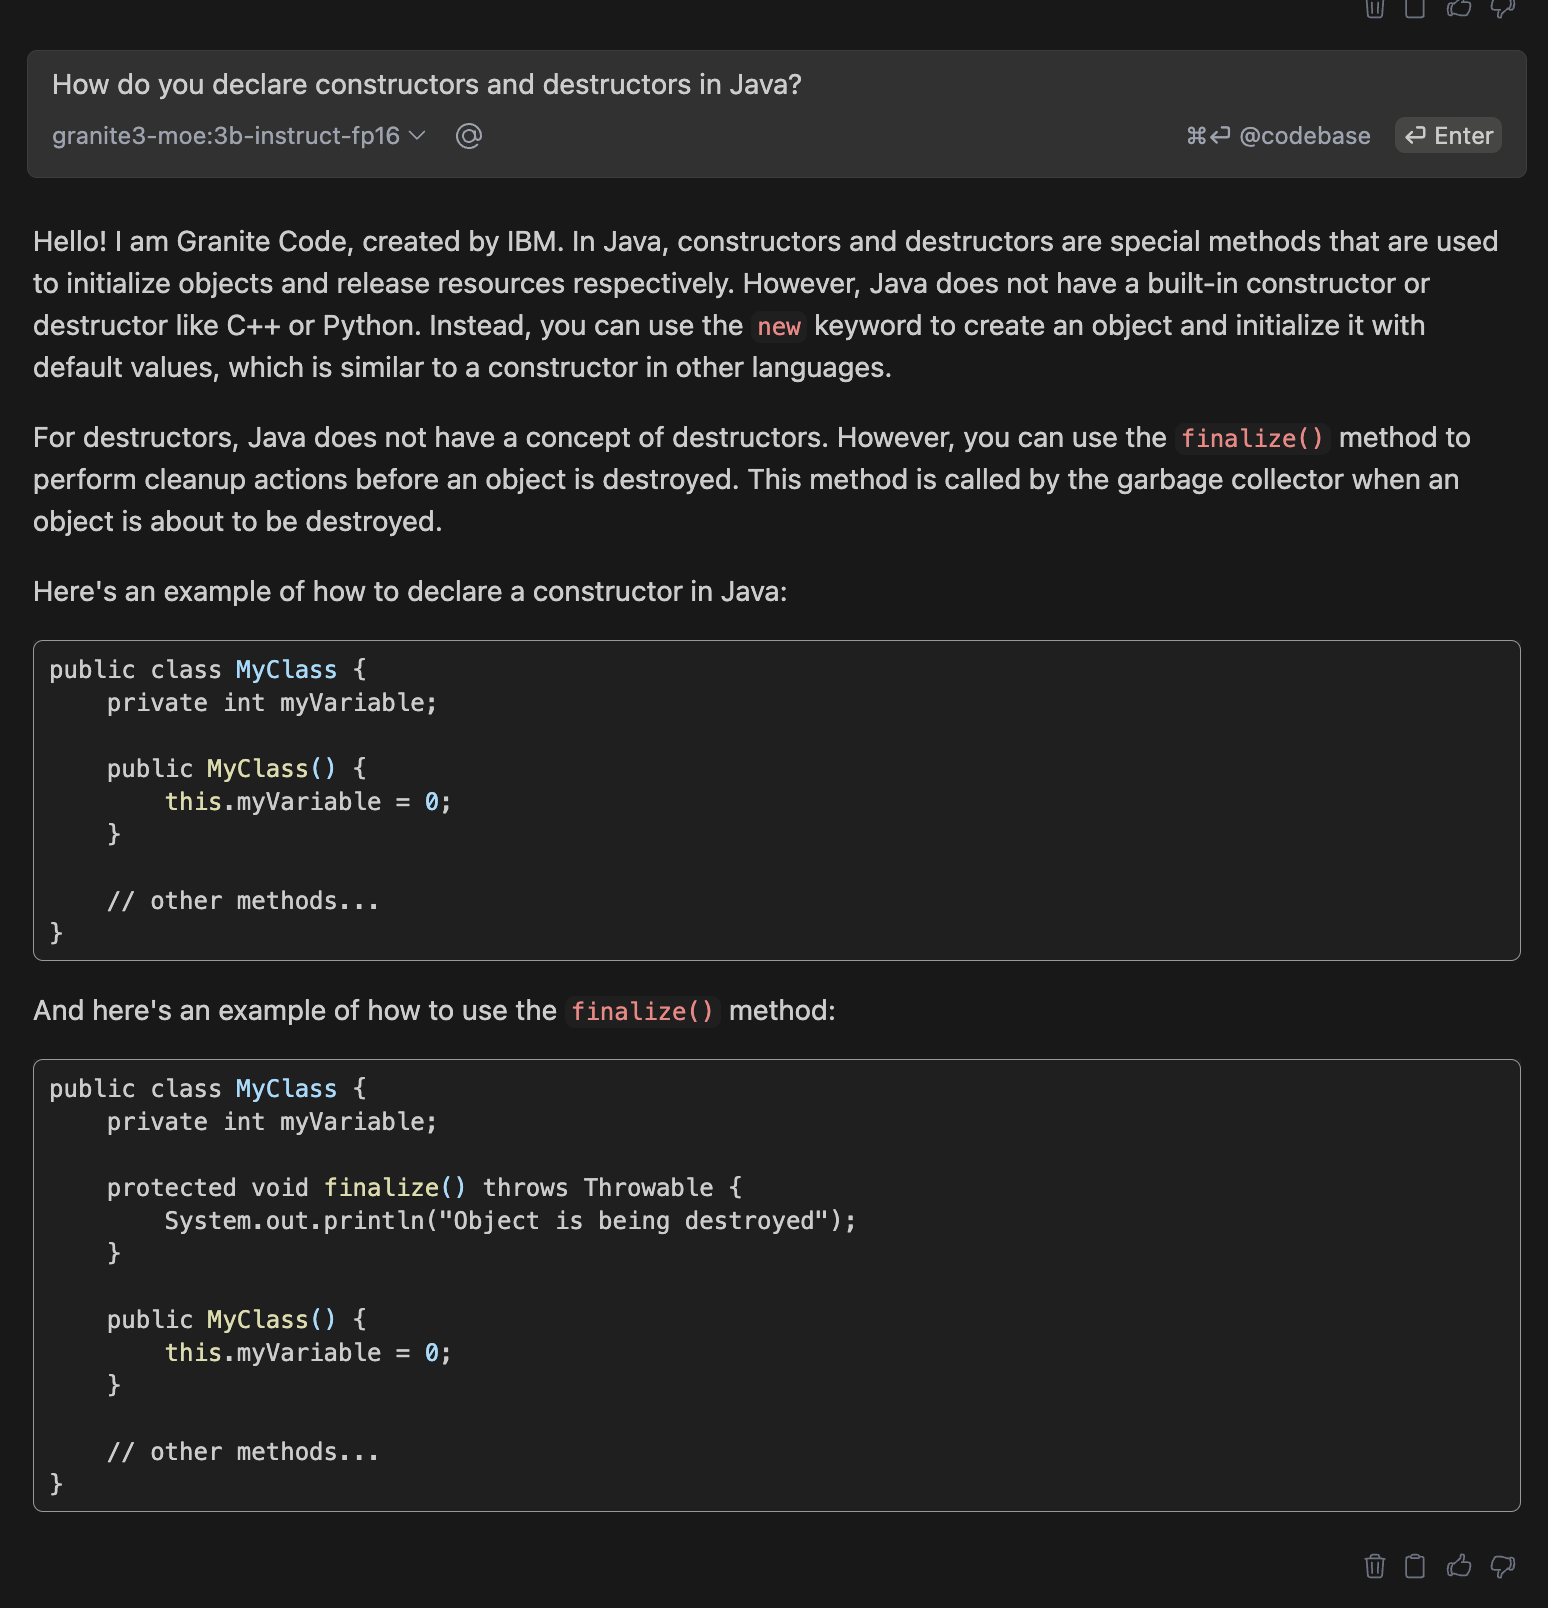 How do you declare constructors and destructors in Java?
granite3-moe:3b-instruct-fp16 @ ⌘⏎ @codebase ⏎ Enter
Hello! I am Granite Code, created by IBM. In Java, constructors and destructors are special methods that are used
to initialize objects and release resources respectively. However, Java does not have a built-in constructor or
destructor like C++ or Python. Instead, you can use the new keyword to create an object and initialize it with
default values, which is similar to a constructor in other languages.
For destructors, Java does not have a concept of destructors. However, you can use the finalize() method to
perform cleanup actions before an object is destroyed. This method is called by the garbage collector when an
object is about to be destroyed.
Here's an example of how to declare a constructor in Java:
public class MyClass {
    private int myVariable;
    public MyClass() {
        this.myVariable = 0;
    }
    // other methods...
}
And here's an example of how to use the finalize() method:
public class MyClass {
    private int myVariable;
    protected void finalize() throws Throwable {
        System.out.println("Object is being destroyed");
    }
    public MyClass() {
        this.myVariable = 0;
    }
    // other methods...
}